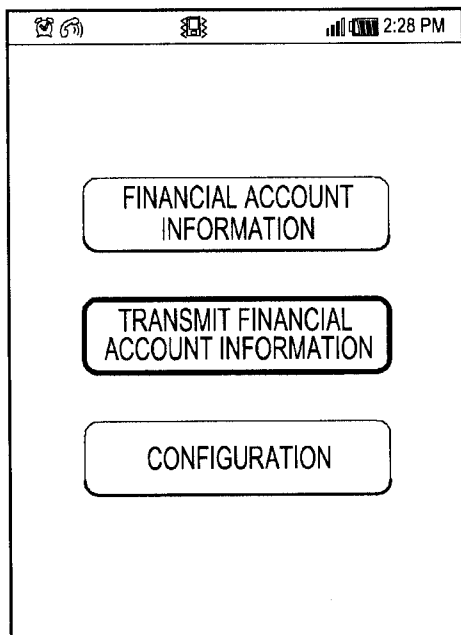 2:28 PM
FINANCIAL ACCOUNT
INFORMATION
TRANSMIT FINANCIAL
ACCOUNT INFORMATION
CONFIGURATION